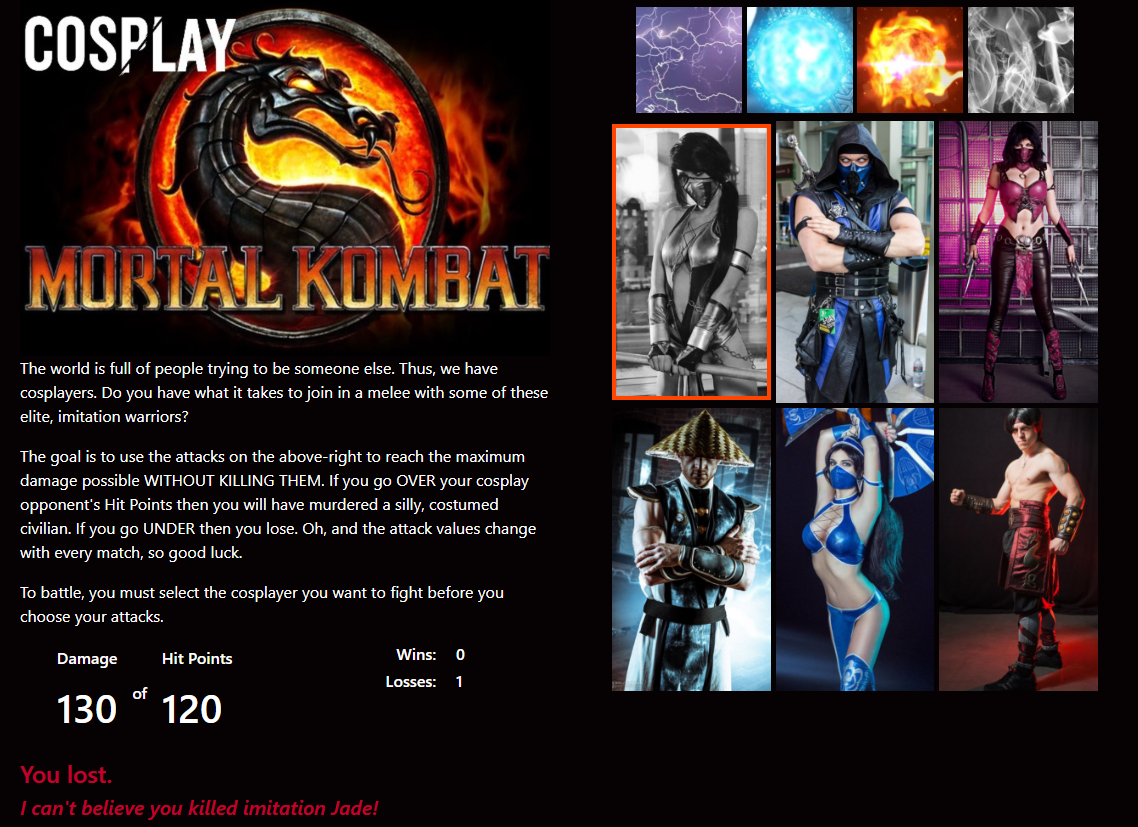 COSPLAY
MORTAL KOMBAT
The world is full of people trying to be someone else. Thus, we have
cosplayers. Do you have what it takes to join in a melee with some of these
elite, imitation warriors?
The goal is to use the attacks on the above-right to reach the maximum
damage possible WITHOUT KILLING THEM. If you go OVER your cosplay
opponent's Hit Points then you will have murdered a silly, costumed
civilian. If you go UNDER then you lose. Oh, and the attack values change
with every match, so good luck.
To battle, you must select the cosplayer you want to fight before you
choose your attacks.
Damage Hit Points
130 of 120
Wins: 0
Losses: 1
You lost.
I can't believe you killed imitation Jade!